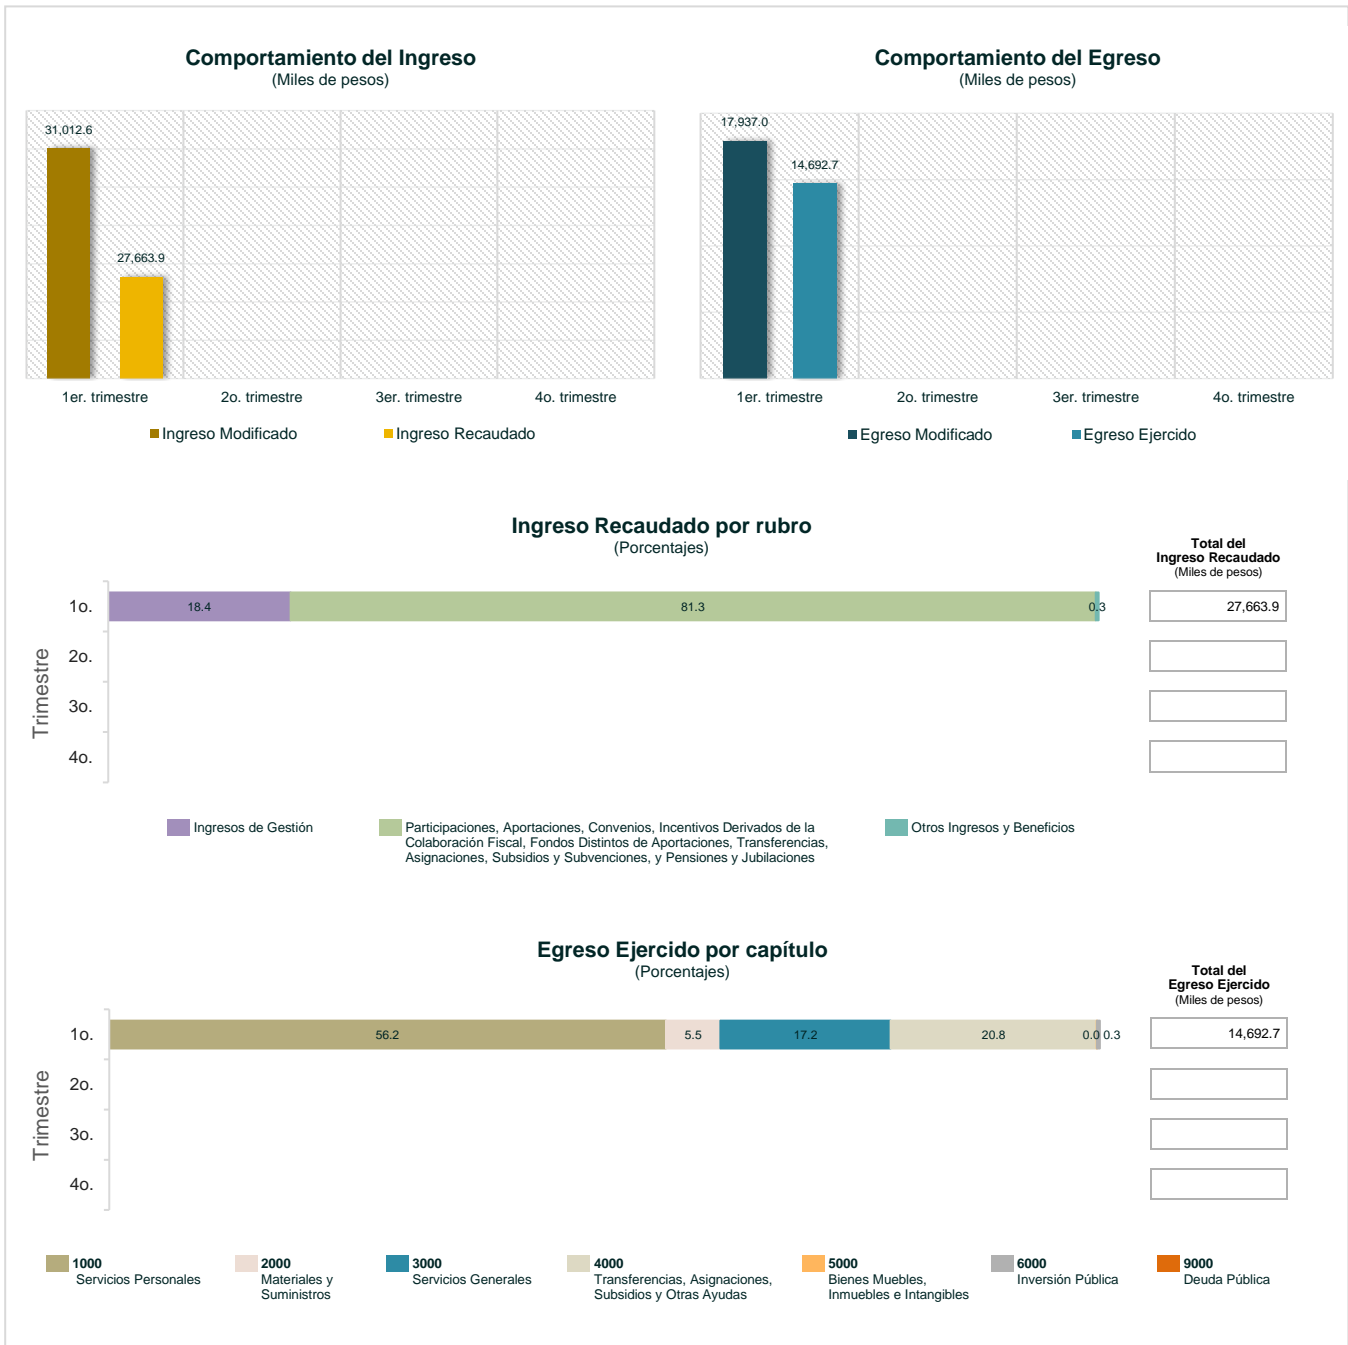 Comportamiento del Ingreso
(Miles de pesos)
31,012.6
27,663.9
1er. trimestre
2o. trimestre
3er. trimestre
4o. trimestre
Ingreso Modificado
Ingreso Recaudado
Comportamiento del Egreso
(Miles de pesos)
17,937.0
14,692.7
1er. trimestre
2o. trimestre
3er. trimestre
4o. trimestre
Egreso Modificado
Egreso Ejercido
Ingreso Recaudado por rubro
(Porcentajes)
Total del
Ingreso Recaudado
(Miles de pesos)
Trimestre
1o.
18.4
81.3
0.3
27,663.9
2o.
3o.
4o.
Ingresos de Gestión
Participaciones, Aportaciones, Convenios, Incentivos Derivados de la
Colaboración Fiscal, Fondos Distintos de Aportaciones, Transferencias,
Asignaciones, Subsidios y Subvenciones, y Pensiones y Jubilaciones
Otros Ingresos y Beneficios
Egreso Ejercido por capítulo
(Porcentajes)
Total del
Egreso Ejercido
(Miles de pesos)
Trimestre
1o.
56.2
5.5
17.2
20.8
0.0
0.3
14,692.7
2o.
3o.
4o.
1000
Servicios Personales
2000
Materiales y
Suministros
3000
Servicios Generales
4000
Transferencias, Asignaciones,
Subsidios y Otras Ayudas
5000
Bienes Muebles,
Inmuebles e Intangibles
6000
Inversión Pública
9000
Deuda Pública